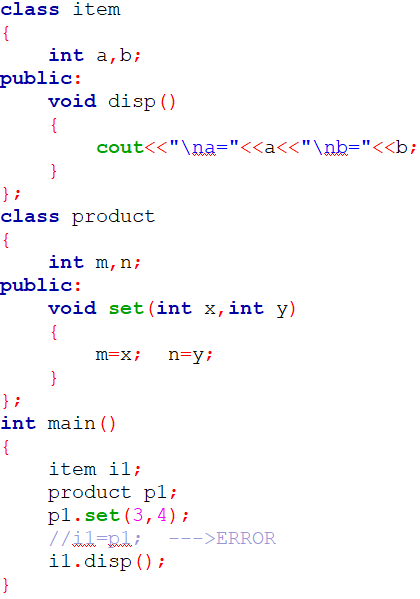 class item
{
    int a,b;
public:
    void disp()
    {
        cout<<"\na="<<a<<"\nb="<<b;
    }
};
class product
{
    int m,n;
public:
    void set(int x,int y)
    {
        m=x;  n=y;
    }
};
int main()
{
    item i1;
    product p1;
    p1.set(3,4);
    //i1=p1;  --->ERROR
    i1.disp();
}